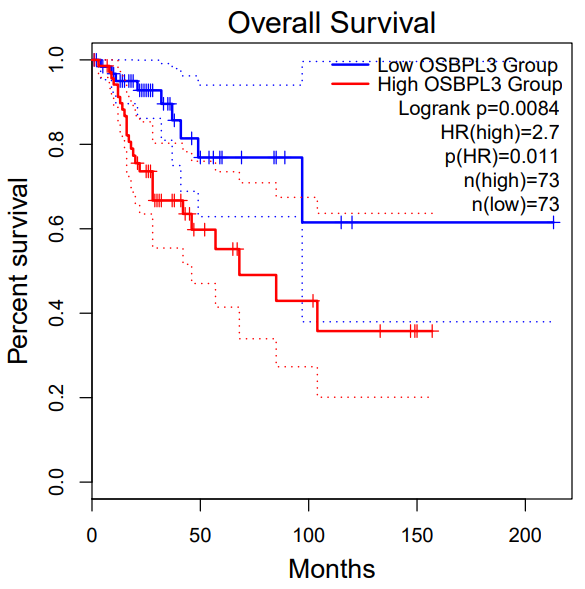 Overall Survival
Low OSBPL3 Group
High OSBPL3 Group
Logrank p=0.0084
HR(high)=2.7
p(HR)=0.011
n(high)=73
n(low)=73
Percent survival
1.0
0.8
0.6
0.4
0.2
0.0
0 50 100 150 200
Months